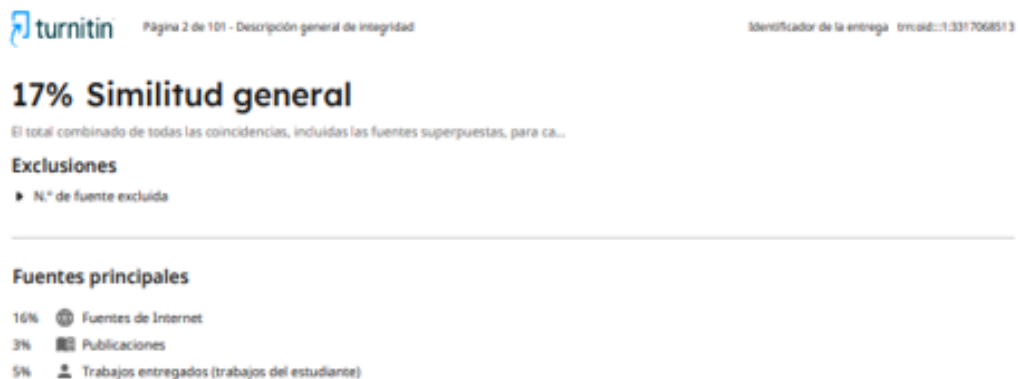 turnitin Página 2 de 101 - Descripción general de integridad Identificador de la entrega trn:oid:::1:3317068513
17% Similitud general
El total combinado de todas las coincidencias, incluidas las fuentes superpuestas, para ca...
Exclusiones
N.º de fuente excluida
Fuentes principales
16% Fuentes de Internet
3% Publicaciones
5% Trabajos entregados (trabajos del estudiante)